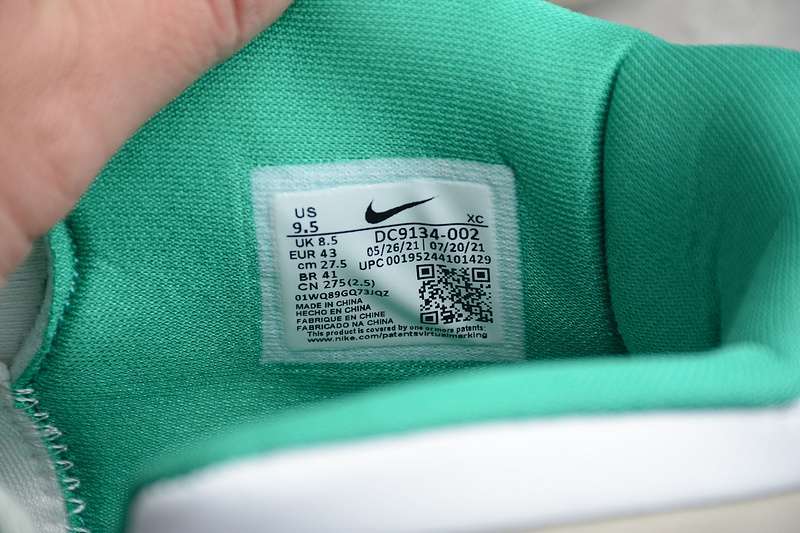 US
9.5
XC
UK 8.5
DC9134-002
EUR 43
05/26/21 | 07/20/21
cm 27.5
UPC 00195244101429
BR 41
CN 275(2.5)
01WQ89GQ73JQZ
MADE IN CHINA
HECHO EN CHINA
FABRIQUE EN CHINE
FABRICADO NA CHINA
This product is covered by one or more patents:
www.nike.com/patentsvirtualmarking